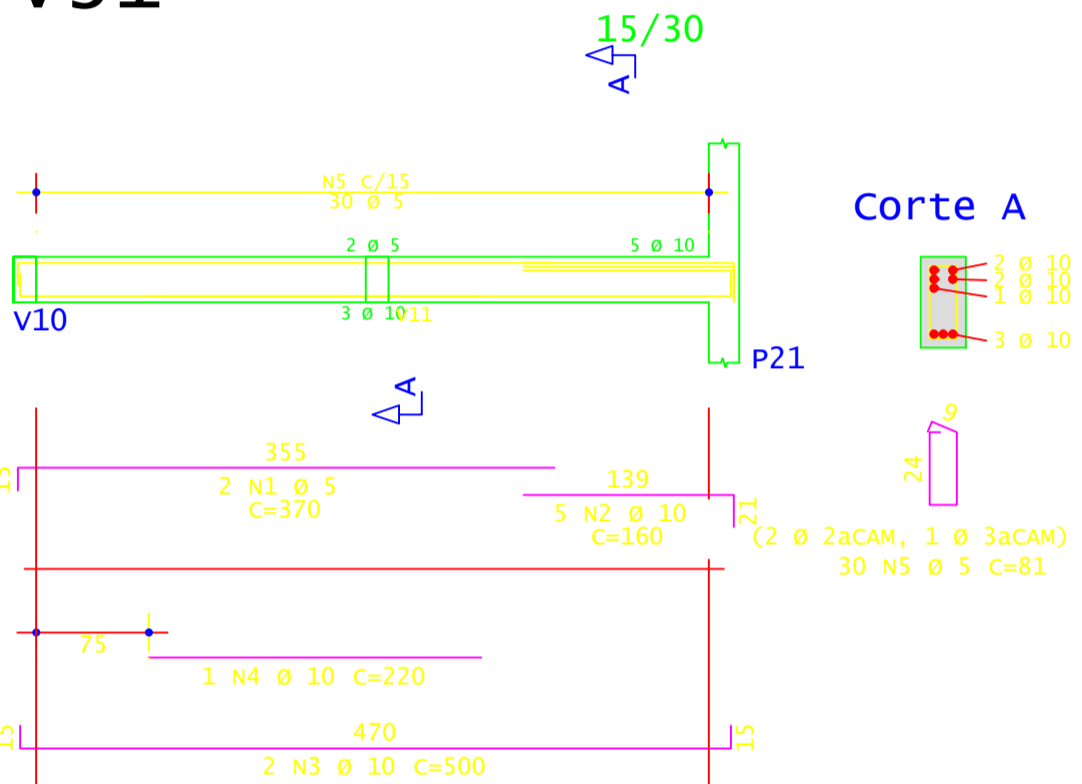 15/30
A
N5 C/15
30 Ø 5
Corte A
2 Ø 5
5 Ø 10
2 Ø 10
2 Ø 10
1 Ø 10
3 Ø 10
V10
3 Ø 10
V11
P21
A
9
24
355
15
2 N1 Ø 5
C=370
139
21
5 N2 Ø 10
C=160
(2 Ø 2aCAM, 1 Ø 3aCAM)
30 N5 Ø 5 C=81
75
1 N4 Ø 10 C=220
15
470
15
2 N3 Ø 10 C=500